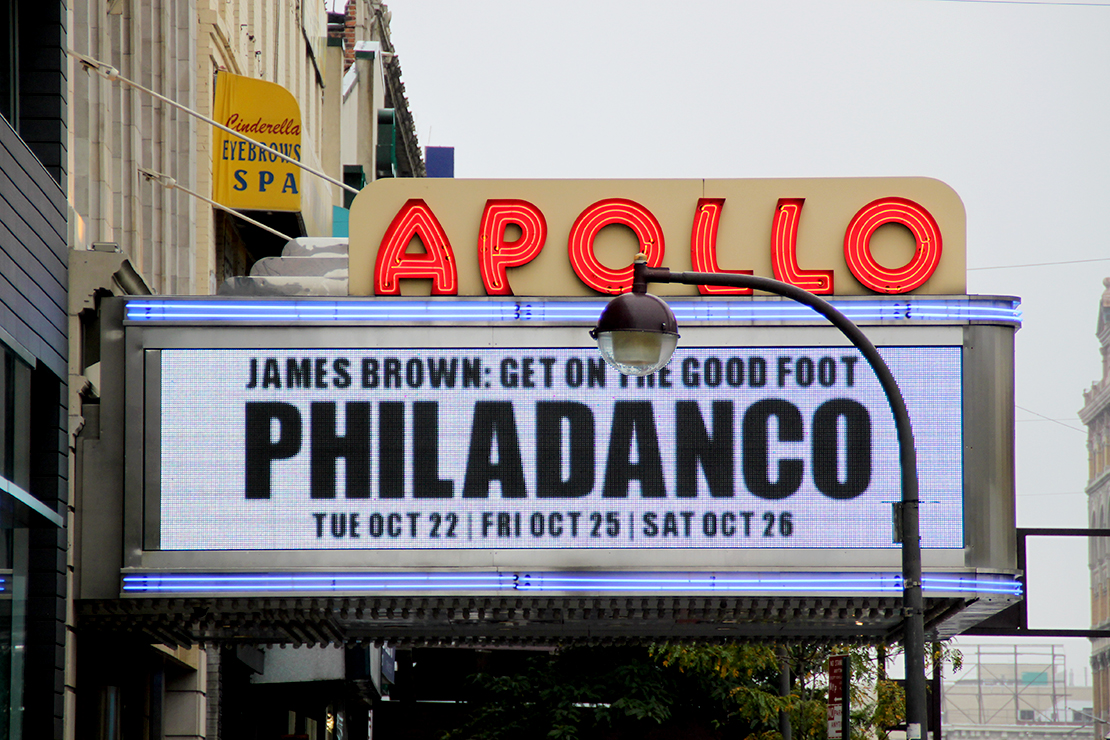 Cinderella
EYEBROWS
SPA
APOLLO
JAMES BROWN: GET ON THE GOOD FOOT
PHILADANCO
TUE OCT 22 | FRI OCT 25 | SAT OCT 26